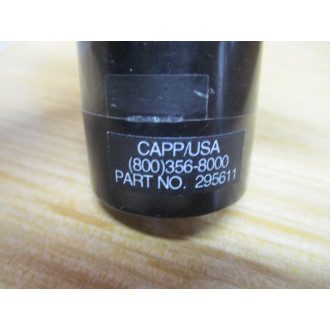 CAPP/USA
(800)356-8000
PART NO. 295611